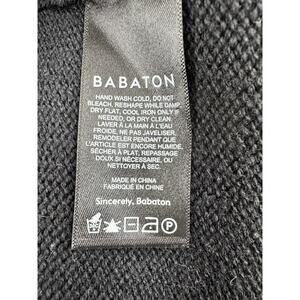 BABATON
HAND WASH COLD, DO NOT
BLEACH, RESHAPE WHILE DAMP,
DRY FLAT, COOL IRON ONLY IF
NEEDED, OR DRY CLEAN.
LAVER À LA MAIN À L'EAU
FROIDE, NE PAS JAVELISER,
REMODELER PENDANT QUE
L'ARTICLE EST ENCORE HUMIDE,
SÉCHER À PLAT, REPASSAGE
DOUX SI NÉCESSAIRE, OU
NETTOYER À SEC.
MADE IN CHINA
FABRIQUÉ EN CHINE
Sincerely, Babaton
P